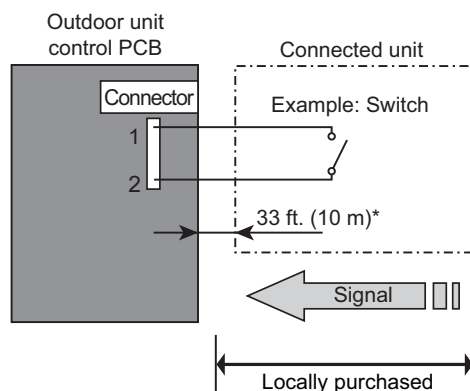 Outdoor unit
control PCB
Connected unit
Connector
Example: Switch
1
2
33 ft. (10 m)*
Signal
Locally purchased